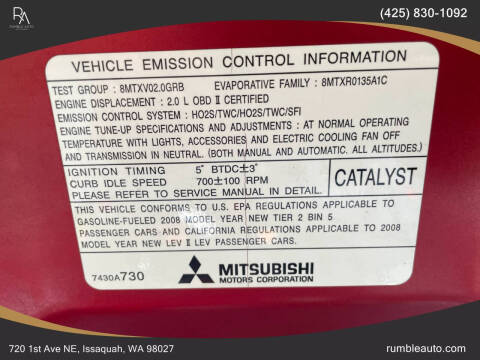 RA
RUMBLE AUTO
(425) 830-1092
VEHICLE EMISSION CONTROL INFORMATION
TEST GROUP : 8MTXV02.0GRB EVAPORATIVE FAMILY : 8MTXR0135A1C
ENGINE DISPLACEMENT : 2.0 L OBD II CERTIFIED
EMISSION CONTROL SYSTEM : HO2S/TWC/HO2S/TWC/SFI
ENGINE TUNE-UP SPECIFICATIONS AND ADJUSTMENTS : AT NORMAL OPERATING
TEMPERATURE WITH LIGHTS, ACCESSORIES AND ELECTRIC COOLING FAN OFF
AND TRANSMISSION IN NEUTRAL. (BOTH MANUAL AND AUTOMATIC. ALL ALTITUDES.)
IGNITION TIMING 5° BTDC±3°
CURB IDLE SPEED 700±100 RPM
PLEASE REFER TO SERVICE MANUAL IN DETAIL.
CATALYST
THIS VEHICLE CONFORMS TO U.S. EPA REGULATIONS APPLICABLE TO
GASOLINE-FUELED 2008 MODEL YEAR NEW TIER 2 BIN 5
PASSENGER CARS AND CALIFORNIA REGULATIONS APPLICABLE TO 2008
MODEL YEAR NEW LEV II LEV PASSENGER CARS.
7430A730
MITSUBISHI
MOTORS CORPORATION
720 1st Ave NE, Issaquah, WA 98027
rumbleauto.com